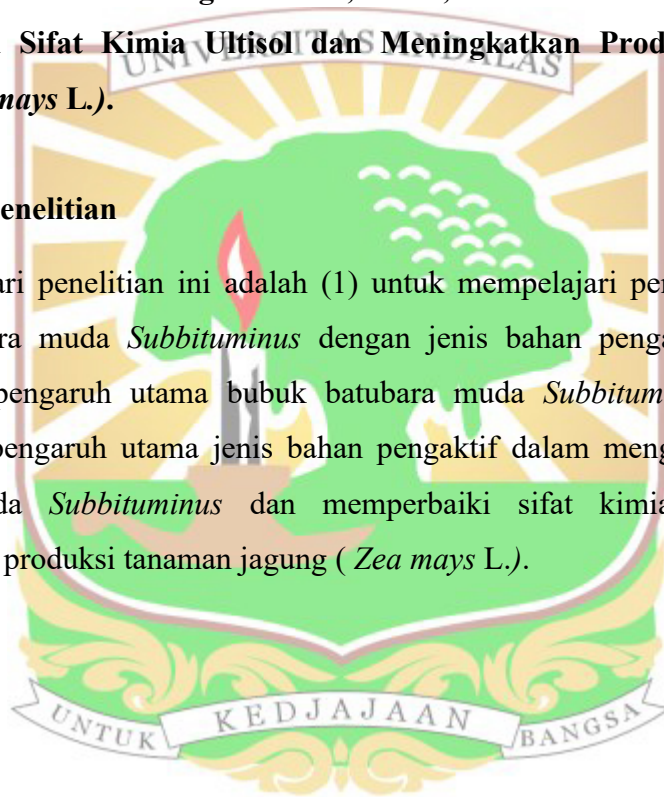 Sifat Kimia Ultisol dan Meningkatkan Prod
UNIVERSITAS ANDALAS
mays L.).
enelitian
ari penelitian ini adalah (1) untuk mempelajari per
ra muda Subbituminus dengan jenis bahan penga
pengaruh utama bubuk batubara muda Subbitum
pengaruh utama jenis bahan pengaktif dalam meng
da Subbituminus dan memperbaiki sifat kimia
produksi tanaman jagung ( Zea mays L.).
UNTUK KEDJAJAAN BANGSA